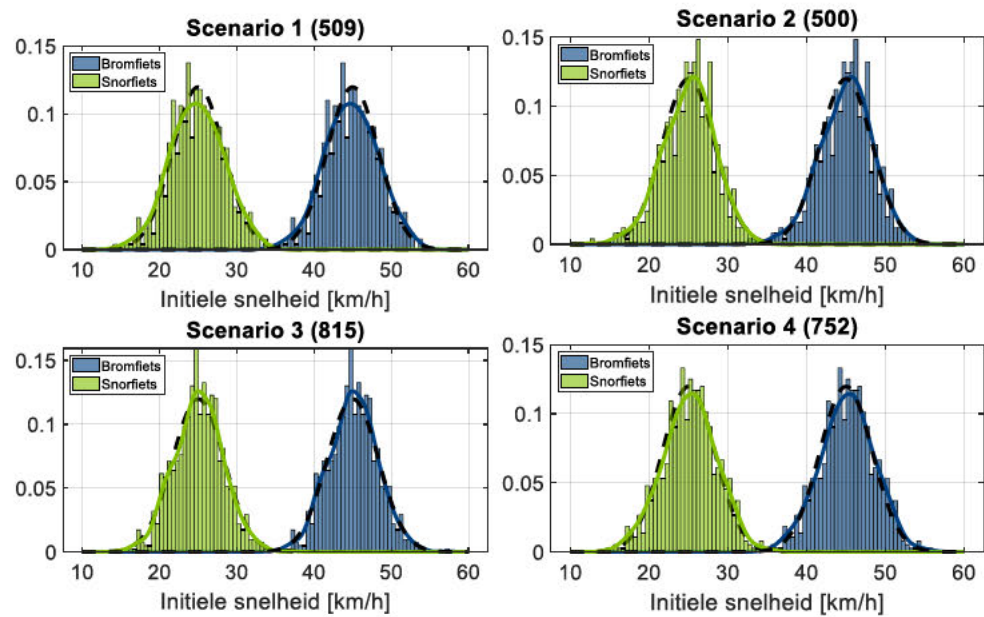 Scenario 1 (509)
0.15
0.1
0.05
0
Bromfiets
Snorfiets
10 20 30 40 50 60
Initiele snelheid [km/h]
Scenario 2 (500)
0.15
0.1
0.05
0
Bromfiets
Snorfiets
10 20 30 40 50 60
Initiele snelheid [km/h]
Scenario 3 (815)
0.15
0.1
0.05
0
Bromfiets
Snorfiets
10 20 30 40 50 60
Initiele snelheid [km/h]
Scenario 4 (752)
0.15
0.1
0.05
0
Bromfiets
Snorfiets
10 20 30 40 50 60
Initiele snelheid [km/h]